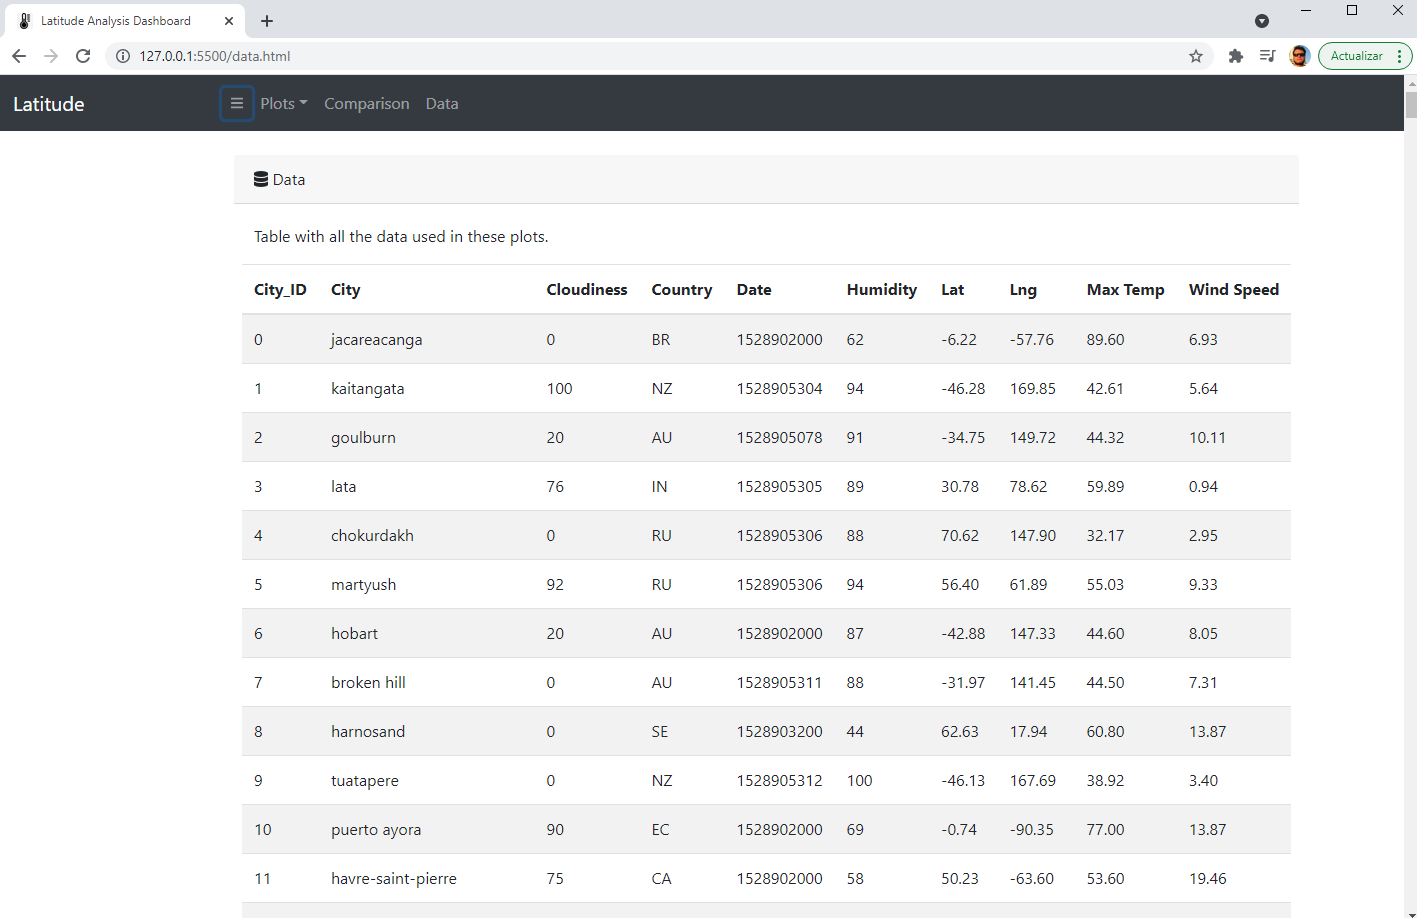 Latitude Analysis Dashboard
127.0.0.1:5500/data.html
Actualizar
Latitude Plots Comparison Data
Data
Table with all the data used in these plots.
City_ID City Cloudiness Country Date Humidity Lat Lng Max Temp Wind Speed
0 jacareacanga 0 BR 1528902000 62 -6.22 -57.76 89.60 6.93
1 kaitangata 100 NZ 1528905304 94 -46.28 169.85 42.61 5.64
2 goulburn 20 AU 1528905078 91 -34.75 149.72 44.32 10.11
3 lata 76 IN 1528905305 89 30.78 78.62 59.89 0.94
4 chokurdakh 0 RU 1528905306 88 70.62 147.90 32.17 2.95
5 martyush 92 RU 1528905306 94 56.40 61.89 55.03 9.33
6 hobart 20 AU 1528902000 87 -42.88 147.33 44.60 8.05
7 broken hill 0 AU 1528905311 88 -31.97 141.45 44.50 7.31
8 harnosand 0 SE 1528903200 44 62.63 17.94 60.80 13.87
9 tuatapere 0 NZ 1528905312 100 -46.13 167.69 38.92 3.40
10 puerto ayora 90 EC 1528902000 69 -0.74 -90.35 77.00 13.87
11 havre-saint-pierre 75 CA 1528902000 58 50.23 -63.60 53.60 19.46